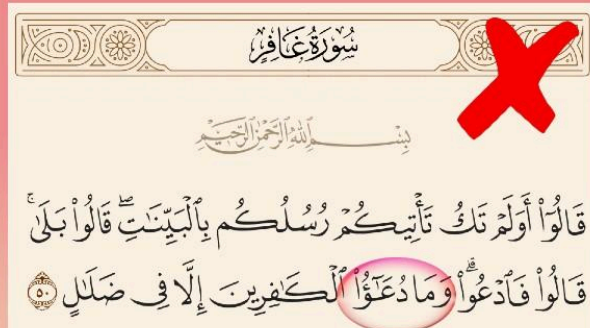 سُورَةُ غَافِرٍ
بِسْمِ ٱللَّهِ ٱلرَّحْمَٰنِ ٱلرَّحِيمِ
قَالُوٓا۟ أَوَلَمْ تَكُ تَأْتِيكُمْ رُسُلُكُم بِٱلْبَيِّنَٰتِ ۖ قَالُوا۟ بَلَىٰ ۚ
قَالُوا۟ فَٱدْعُوا۟ ۗ وَمَا دُعَٰٓؤُا۟ ٱلْكَٰفِرِينَ إِلَّا فِى ضَلَٰلٍ ٥٠